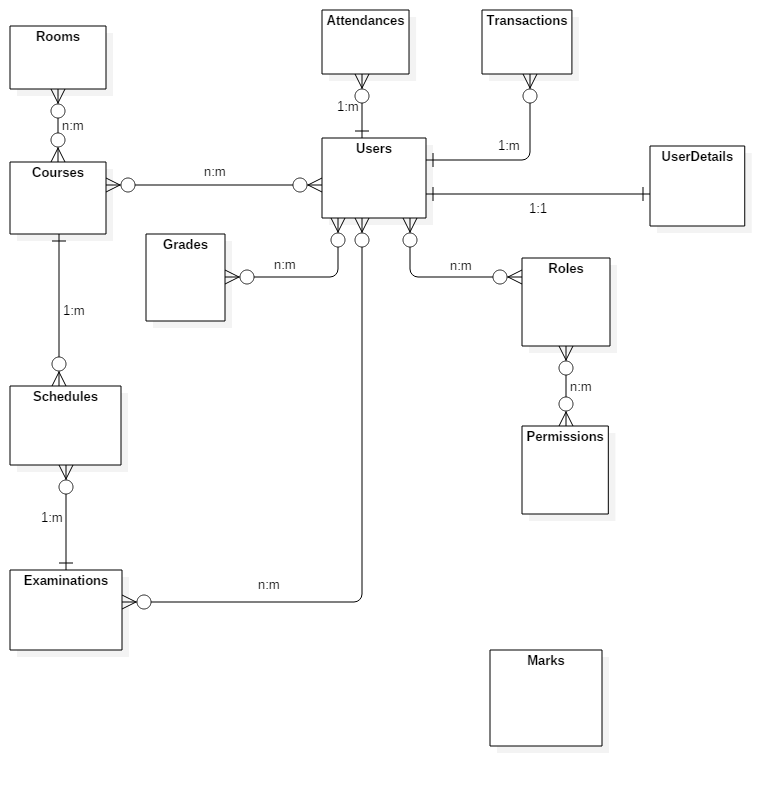 Attendances
Transactions
Rooms
1:m
n:m
Users
1:m
UserDetails
Courses
n:m
1:1
Grades
n:m
n:m
Roles
1:m
n:m
Schedules
Permissions
1:m
Examinations
n:m
Marks